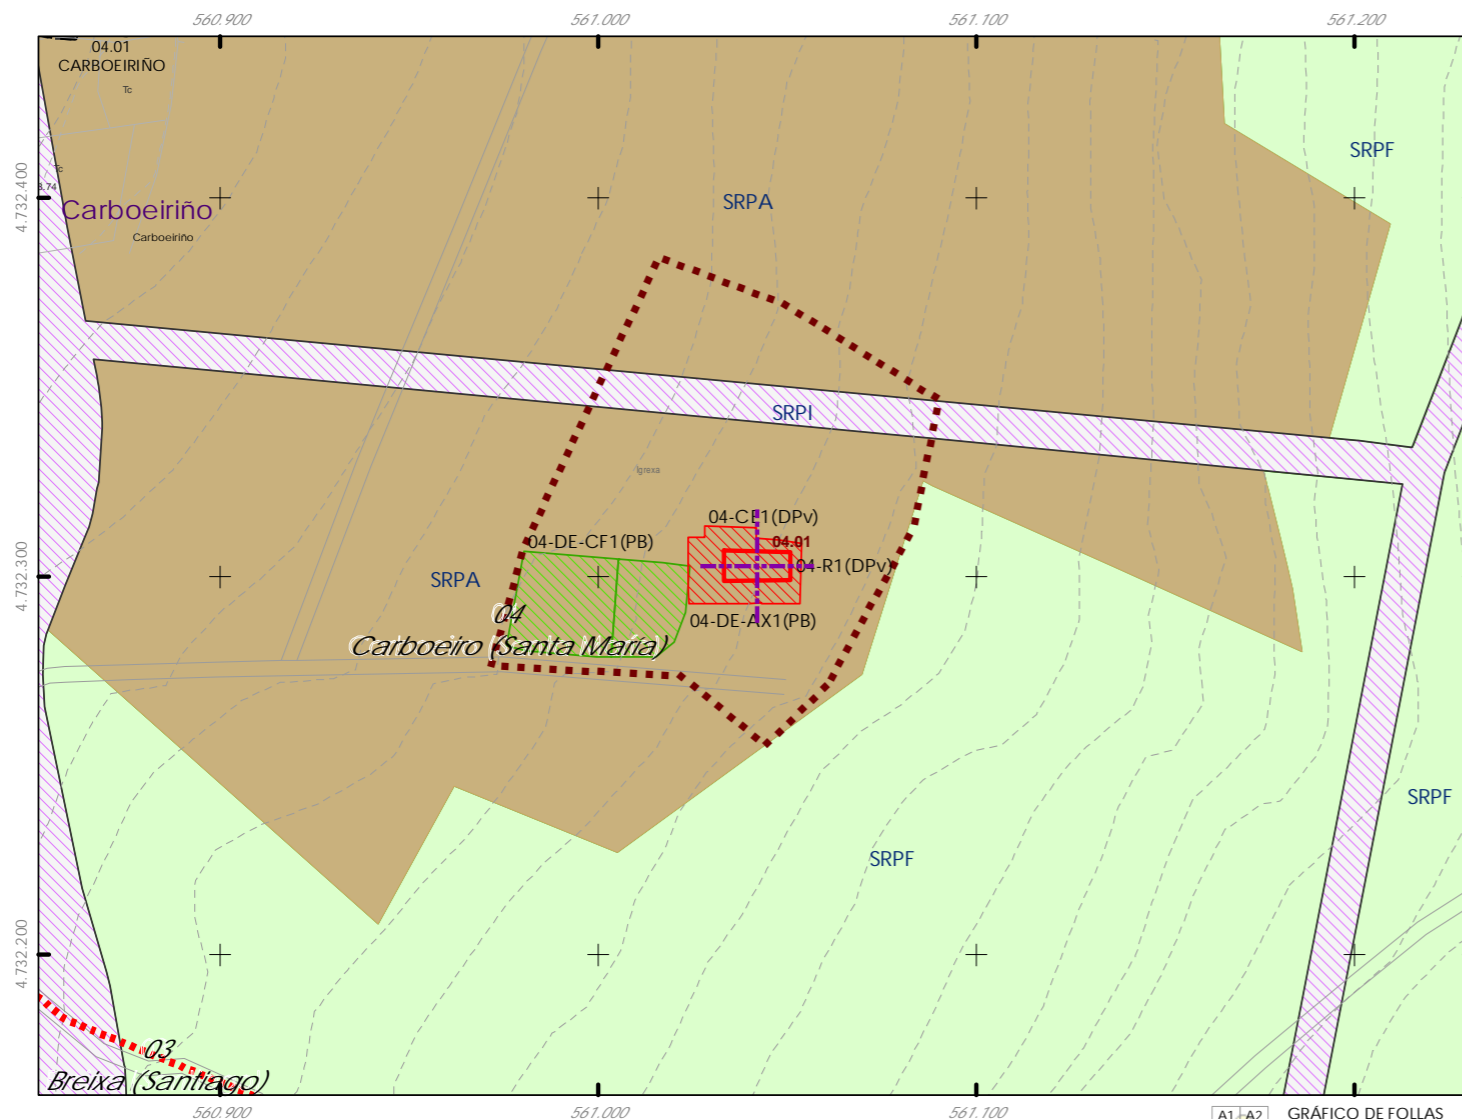 560.900
561.000
561.100
561.200
04.01
CARBOEIRIÑO
Tc
SRPF
4.732.400
Tc
3.74
SRPA
Carboeiriño
Carboeiriño
SRPI
Igrexa
04-CF1(DPv)
04-DE-CF1(PB)
04.01
04-R1(DPv)
4.732.300
SRPA
04
04-DE-AX1(PB)
Carboeiro (Santa María)
SRPF
SRPF
4.732.200
03
Breixa (Santiago)
560.900
561.000
561.100
A1 A2 GRÁFICO DE FOLLAS